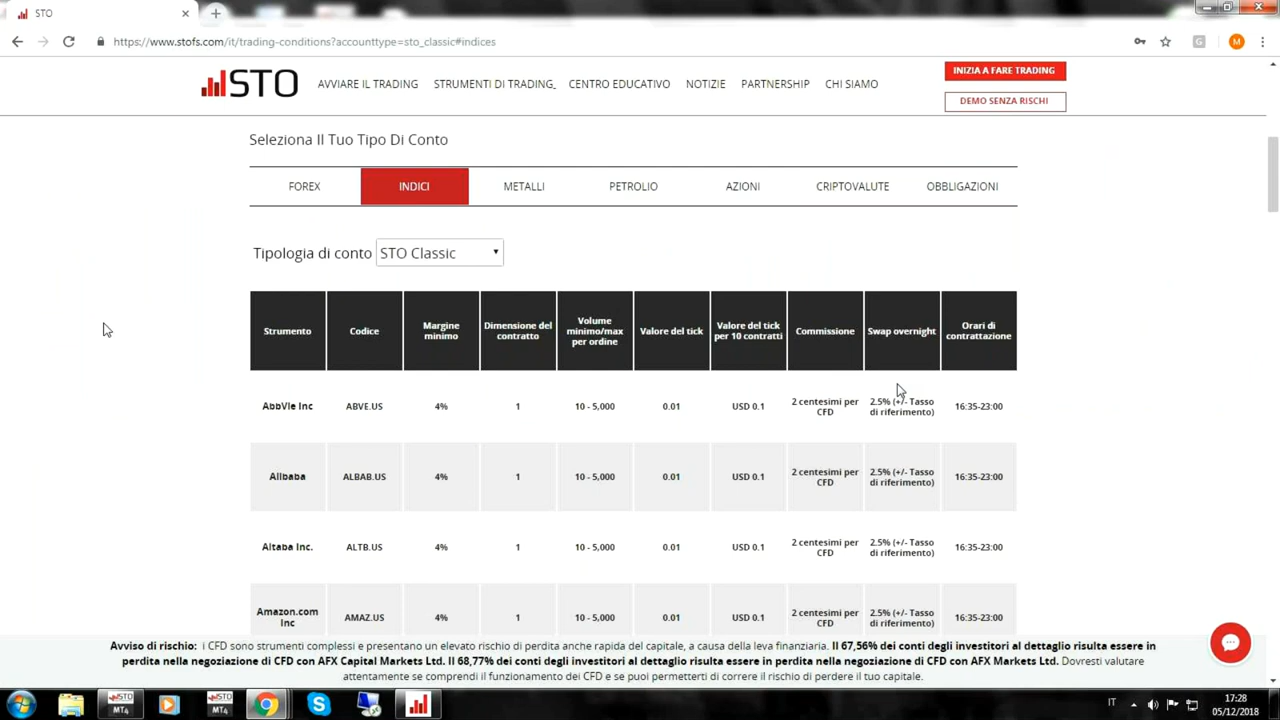 STO
https://www.stofs.com/it/trading-conditions?accounttype=sto_classic#indices
M
STO
AVVIARE IL TRADING STRUMENTI DI TRADING_ CENTRO EDUCATIVO NOTIZIE PARTNERSHIP CHI SIAMO
INIZIA A FARE TRADING
DEMO SENZA RISCHI
Seleziona Il Tuo Tipo Di Conto
FOREX INDICI METALLI PETROLIO AZIONI CRIPTOVALUTE OBBLIGAZIONI
Tipologia di conto STO Classic
Strumento Codice Margine minimo Dimensione del contratto Volume minimo/max per ordine Valore del tick Valore del tick per 10 contratti Commissione Swap overnight Orari di contrattazione
AbbVie Inc ABVE.US 4% 1 10 - 5,000 0.01 USD 0.1 2 centesimi per CFD 2.5% (+/- Tasso di riferimento) 16:35-23:00
Alibaba ALBAB.US 4% 1 10 - 5,000 0.01 USD 0.1 2 centesimi per CFD 2.5% (+/- Tasso di riferimento) 16:35-23:00
Altaba Inc. ALTB.US 4% 1 10 - 5,000 0.01 USD 0.1 2 centesimi per CFD 2.5% (+/- Tasso di riferimento) 16:35-23:00
Amazon.com Inc AMAZ.US 4% 1 10 - 5,000 0.01 USD 0.1 2 centesimi per CFD 2.5% (+/- Tasso di riferimento) 16:35-23:00
Avviso di rischio: i CFD sono strumenti complessi e presentano un elevato rischio di perdita anche rapida del capitale, a causa della leva finanziaria. Il 67,56% dei conti degli investitori al dettaglio risulta essere in
perdita nella negoziazione di CFD con AFX Capital Markets Ltd. Il 68,77% dei conti degli investitori al dettaglio risulta essere in perdita nella negoziazione di CFD con AFX Markets Ltd. Dovresti valutare
attentamente se comprendi il funzionamento dei CFD e se puoi permetterti di correre il rischio di perdere il tuo capitale.
STO MT4 STO MT4
IT
17:28
05/12/2018